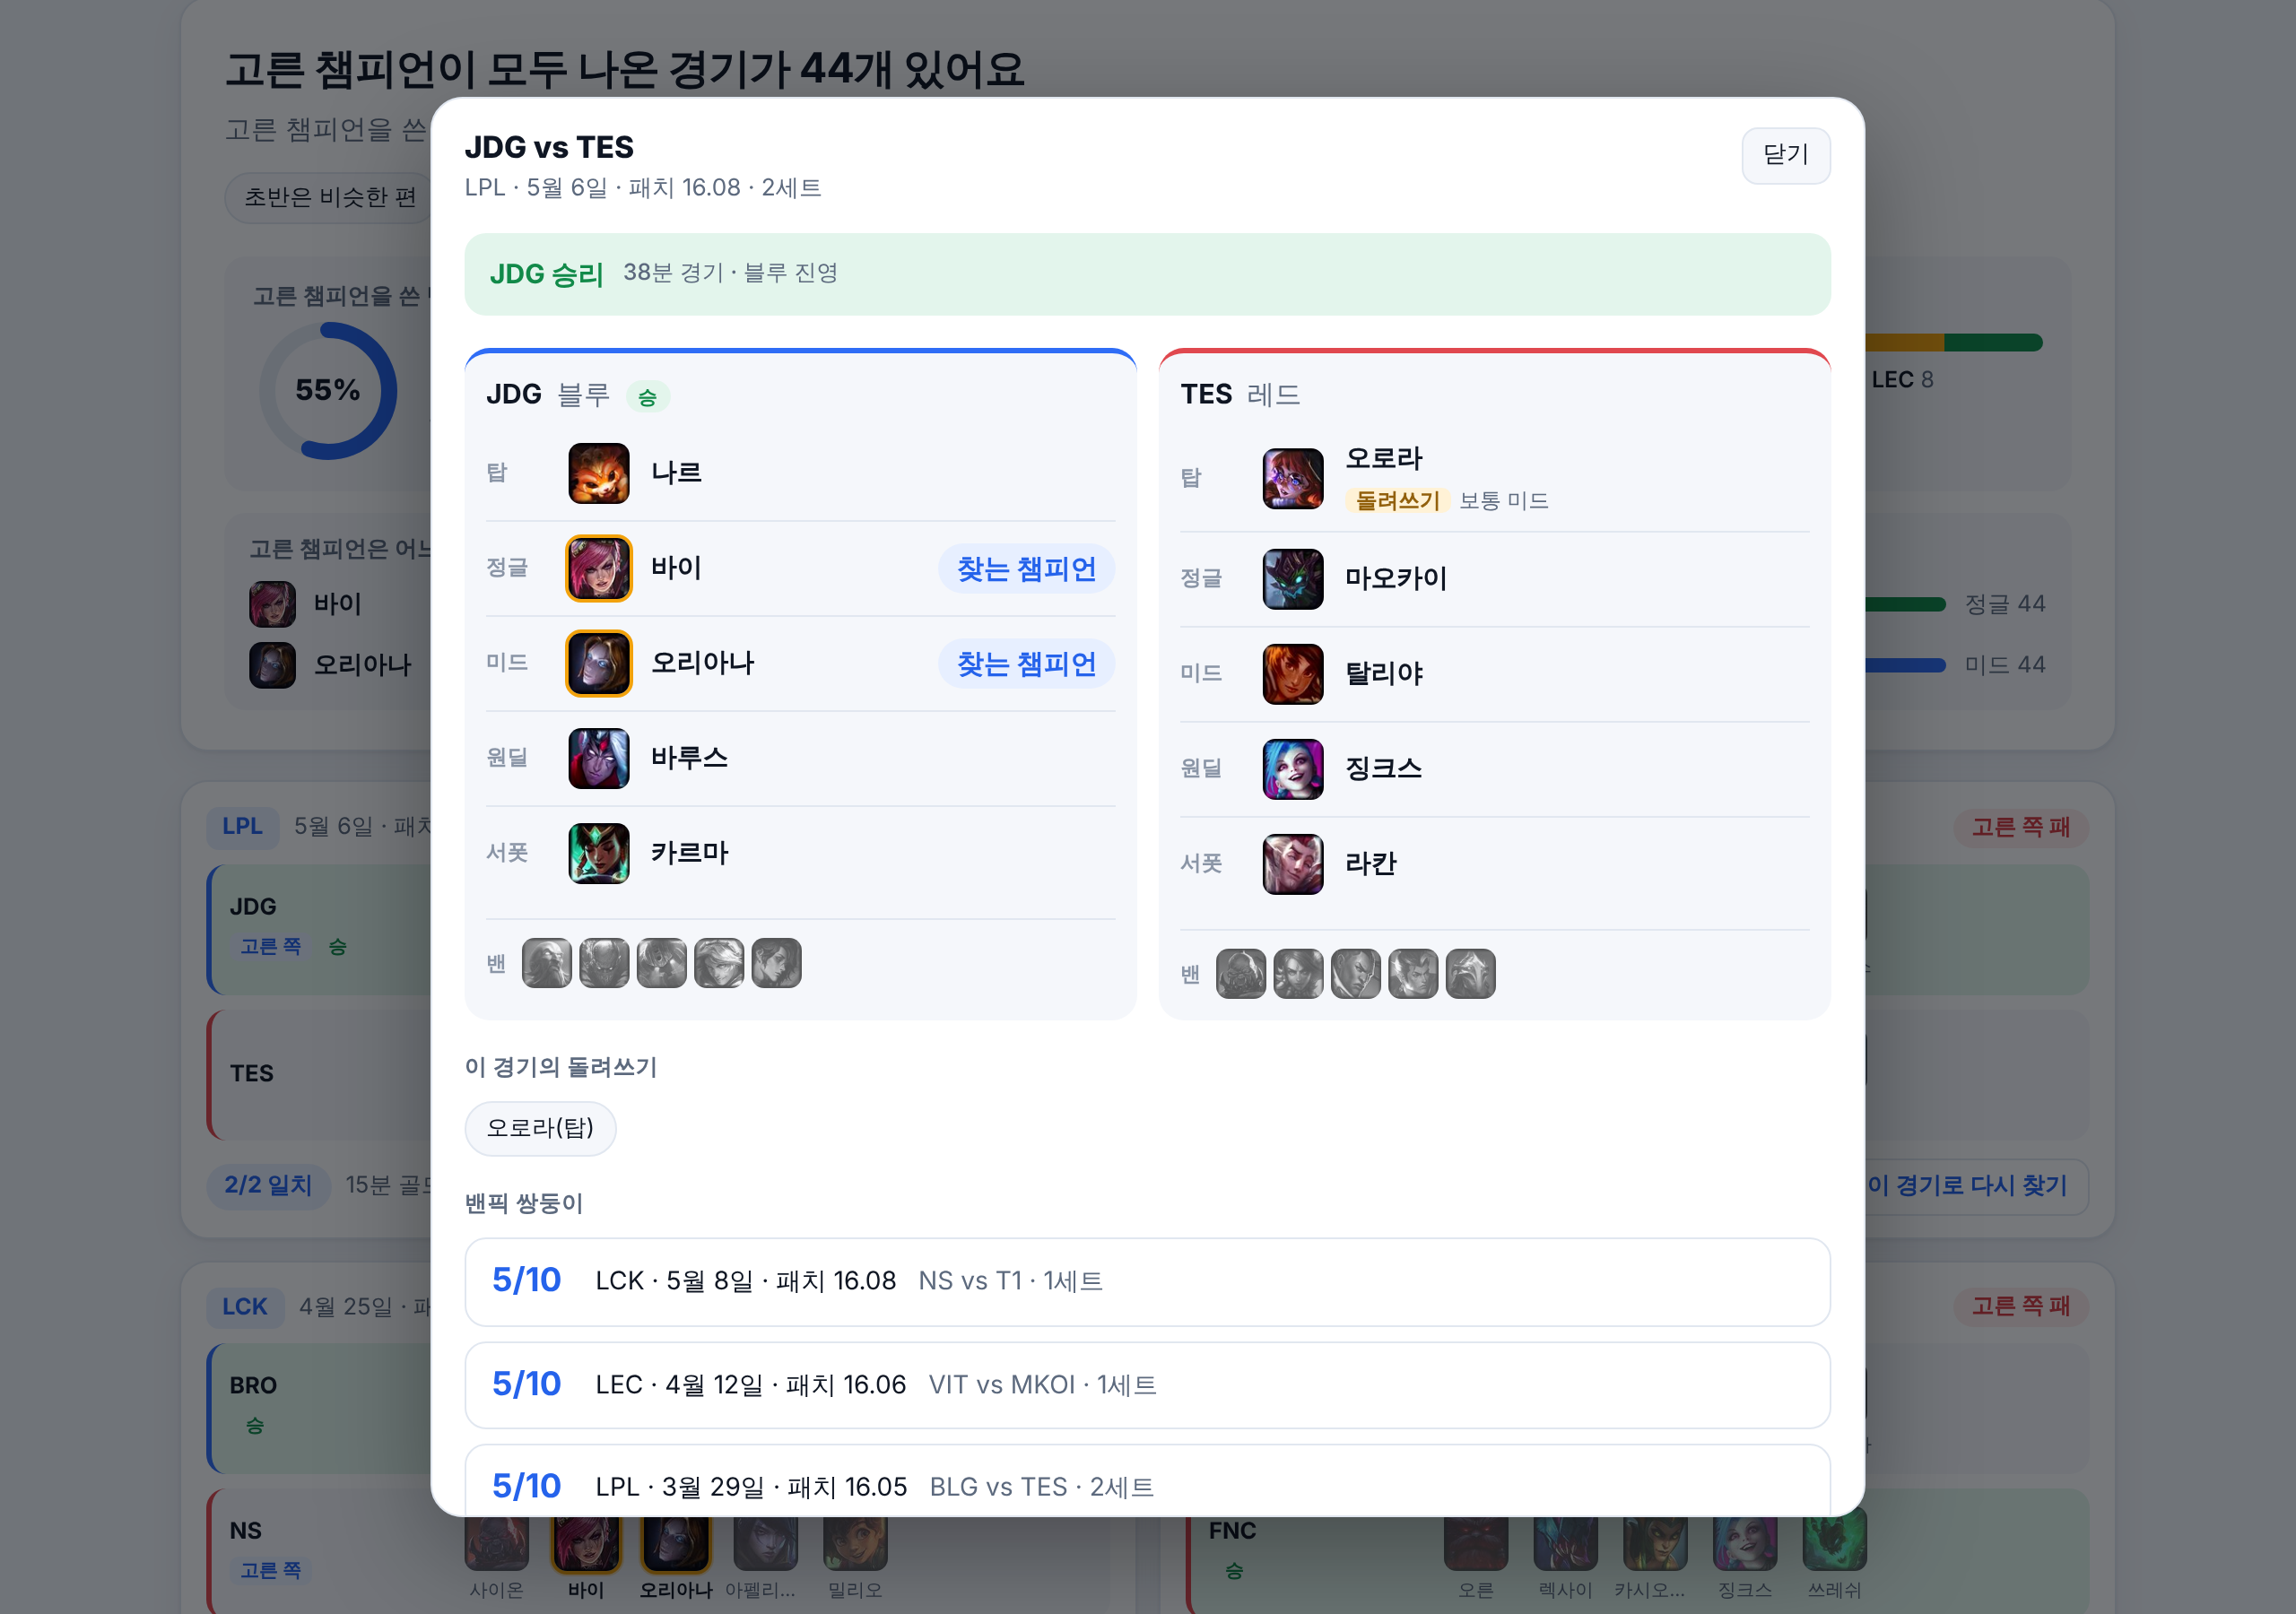 고른 챔피언이 모두 나온 경기가 44개 있어요
고른 챔피언을 쓴
초반은 비슷한 편
고른 챔피언을 쓴
55%
LEC 8
고른 챔피언은 어느
바이
정글 44
오리아나
미드 44
JDG vs TES
닫기
LPL · 5월 6일 · 패치 16.08 · 2세트
JDG 승리 38분 경기 · 블루 진영
JDG 블루 승
탑 나르
정글 바이 찾는 챔피언
미드 오리아나 찾는 챔피언
원딜 바루스
서폿 카르마
밴
TES 레드
탑 오로라
돌려쓰기 보통 미드
정글 마오카이
미드 탈리야
원딜 징크스
서폿 라칸
밴
이 경기의 돌려쓰기
오로라(탑)
밴픽 쌍둥이
5/10 LCK · 5월 8일 · 패치 16.08 NS vs T1 · 1세트
5/10 LEC · 4월 12일 · 패치 16.06 VIT vs MKOI · 1세트
5/10 LPL · 3월 29일 · 패치 16.05 BLG vs TES · 2세트
LPL 5월 6일 · 패치
고른 쪽 패
JDG
고른 쪽 승
TES
2/2 일치 15분 골드
이 경기로 다시 찾기
LCK 4월 25일 · 패
고른 쪽 패
BRO
승
NS
고른 쪽
사이온 바이 오리아나 아펠리... 밀리오
FNC
승
오른 렉사이 카시오... 징크스 쓰레쉬